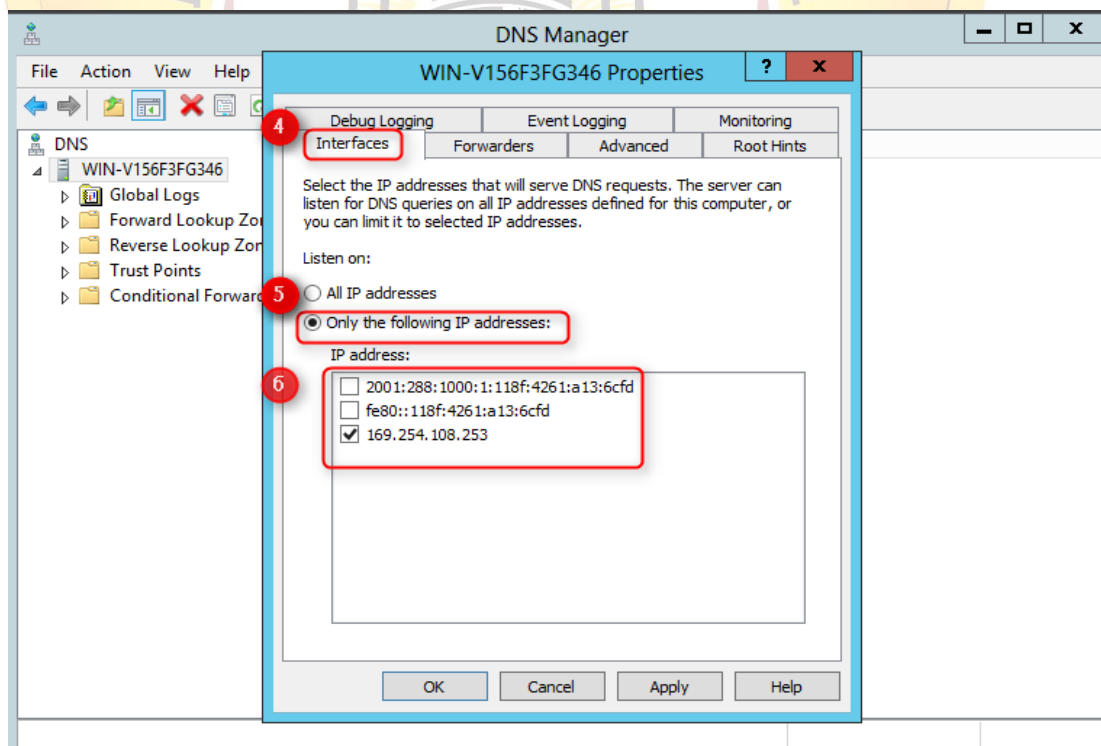 DNS Manager
File Action View Help
WIN-V156F3FG346 Properties
?
x
DNS
WIN-V156F3FG346
Global Logs
Forward Lookup Zo
Reverse Lookup Zor
Trust Points
Conditional Forward
4
Debug Logging Event Logging Monitoring
Interfaces Forwarders Advanced Root Hints
Select the IP addresses that will serve DNS requests. The server can
listen for DNS queries on all IP addresses defined for this computer, or
you can limit it to selected IP addresses.
Listen on:
5
All IP addresses
Only the following IP addresses:
IP address:
6
2001:288:1000:1:118f:4261:a13:6cfd
fe80::118f:4261:a13:6cfd
169.254.108.253
OK Cancel Apply Help